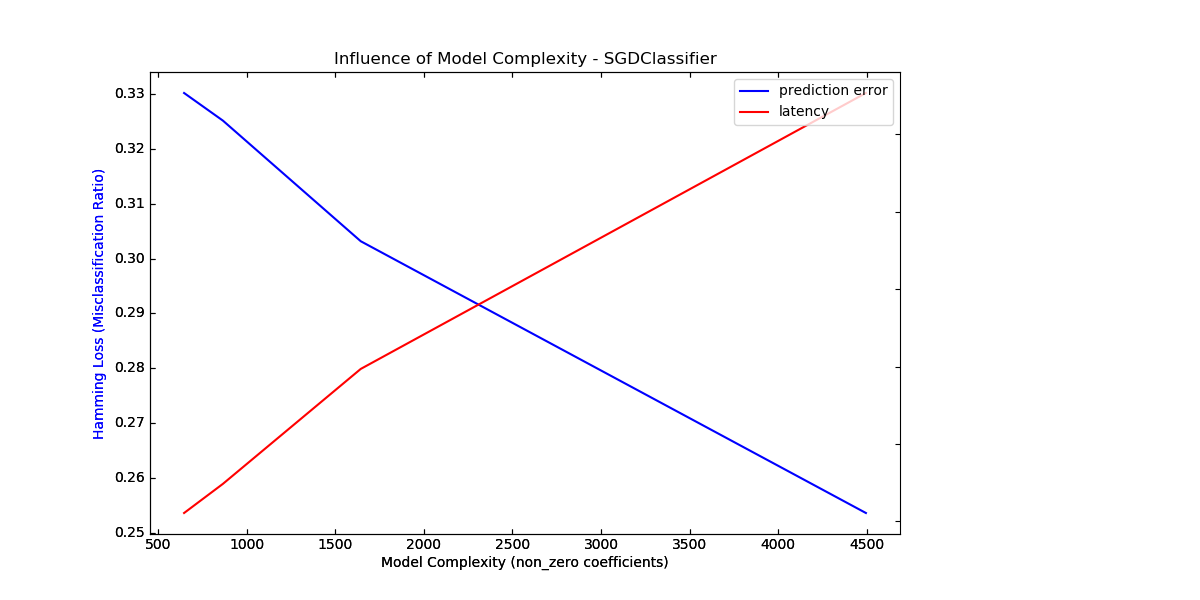 Influence of Model Complexity - SGDClassifier
prediction error
latency
Hamming Loss (Misclassification Ratio)
0.33
0.32
0.31
0.30
0.29
0.28
0.27
0.26
0.25
500 1000 1500 2000 2500 3000 3500 4000 4500
Model Complexity (non_zero coefficients)